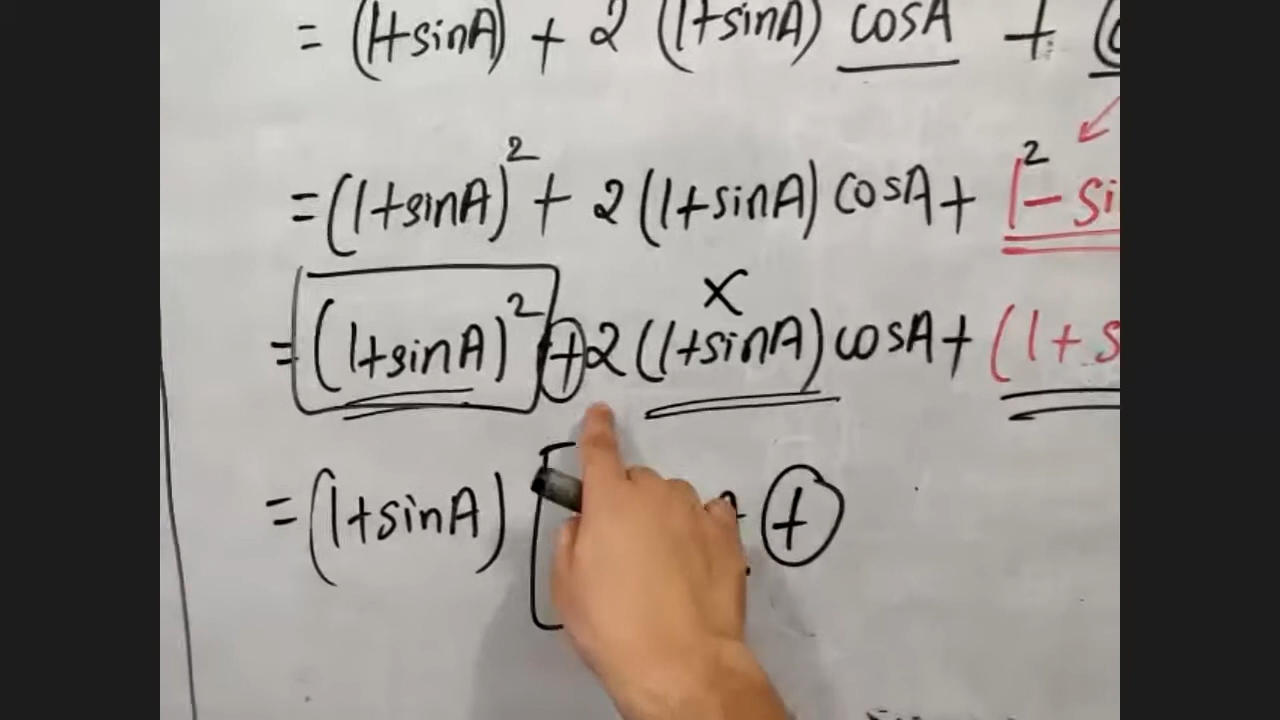 = (1+sinA) + 2 (1+sinA) cosA + (
= (1+sinA)² + 2 (1+sinA) cosA + 1² - si
= (1+sinA)² + 2 (1+sinA) cosA + (1 + s
x
= (1+sinA) [ +